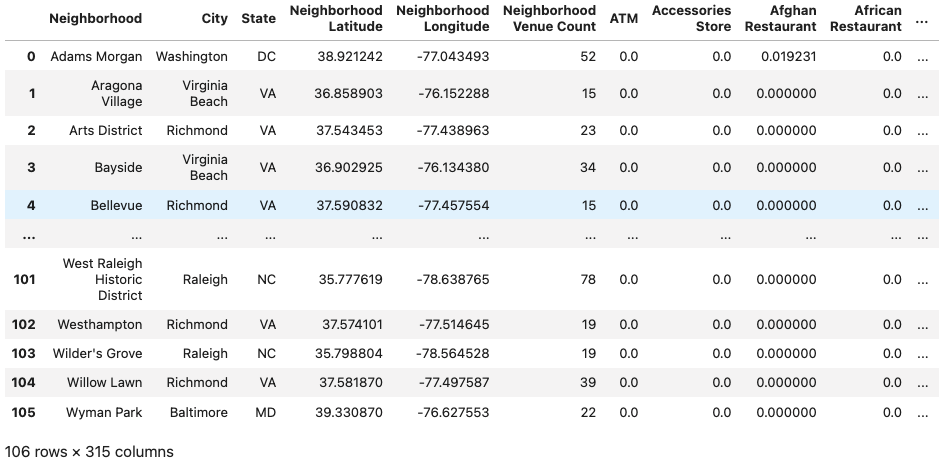 Neighborhood City State Neighborhood Latitude Neighborhood Longitude Neighborhood Venue Count ATM Accessories Store Afghan Restaurant African Restaurant ...
0 Adams Morgan Washington DC 38.921242 -77.043493 52 0.0 0.0 0.019231 0.0 ...
1 Aragona Village Virginia Beach VA 36.858903 -76.152288 15 0.0 0.0 0.000000 0.0 ...
2 Arts District Richmond VA 37.543453 -77.438963 23 0.0 0.0 0.000000 0.0 ...
3 Bayside Virginia Beach VA 36.902925 -76.134380 34 0.0 0.0 0.000000 0.0 ...
4 Bellevue Richmond VA 37.590832 -77.457554 15 0.0 0.0 0.000000 0.0 ...
... ... ... ... ... ... ... ... ... ... ... ...
101 West Raleigh Historic District Raleigh NC 35.777619 -78.638765 78 0.0 0.0 0.000000 0.0 ...
102 Westhampton Richmond VA 37.574101 -77.514645 19 0.0 0.0 0.000000 0.0 ...
103 Wilder's Grove Raleigh NC 35.798804 -78.564528 19 0.0 0.0 0.000000 0.0 ...
104 Willow Lawn Richmond VA 37.581870 -77.497587 39 0.0 0.0 0.000000 0.0 ...
105 Wyman Park Baltimore MD 39.330870 -76.627553 22 0.0 0.0 0.000000 0.0 ...
106 rows × 315 columns